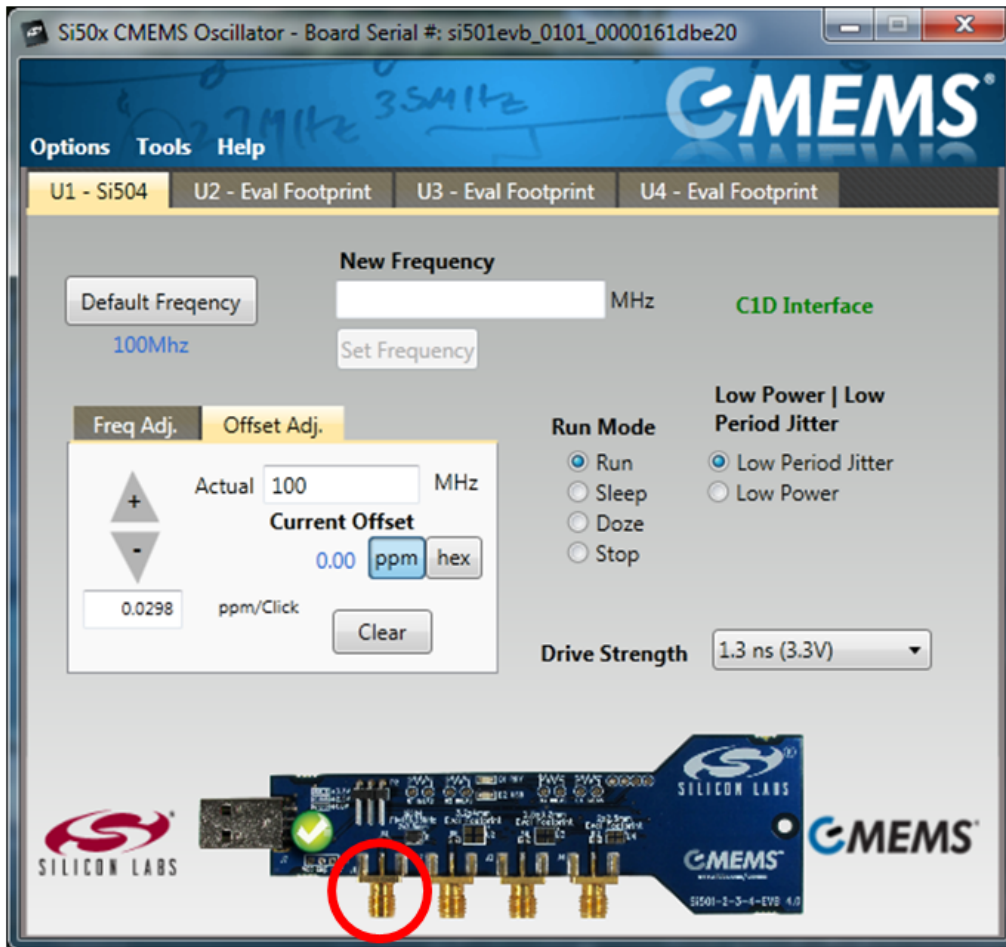 Si50x CMEMS Oscillator - Board Serial #: si501evb_0101_0000161dbe20
35MHz
27MHz
CMEMS
Options Tools Help
U1 - Si504 U2 - Eval Footprint U3 - Eval Footprint U4 - Eval Footprint
New Frequency
Default Freqency MHz C1D Interface
100Mhz Set Frequency
Low Power | Low
Period Jitter
Freq Adj. Offset Adj. Run Mode
Run Low Period Jitter
Actual 100 MHz
Sleep Low Power
+
Current Offset
Doze
-
0.00 ppm hex Stop
0.0298 ppm/Click
Clear
Drive Strength 1.3 ns (3.3V)
SILICON LABS
CMEMS
SILICON LABS
CMEMS
Si501-2-3-4-EVB 4.0